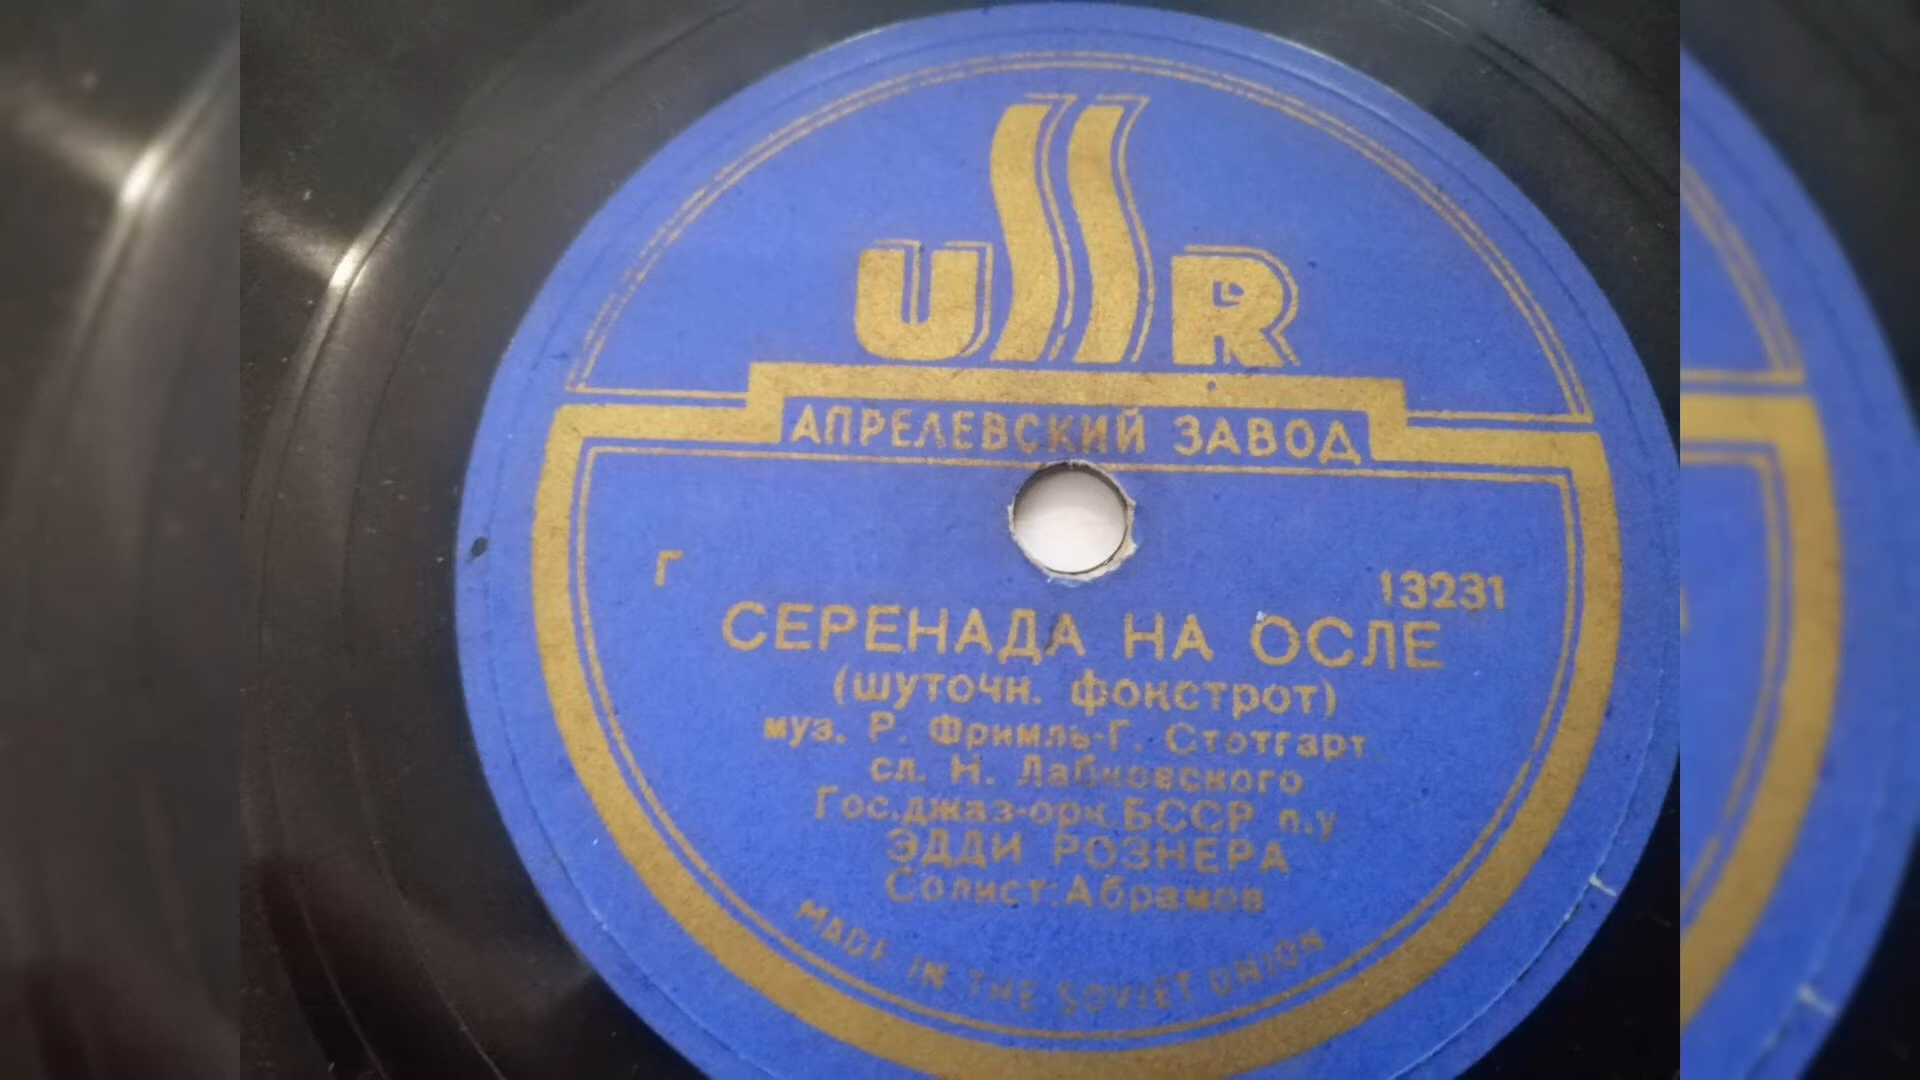 USSR
АПРЕЛЕВСКИЙ ЗАВОД
Г 13231
СЕРЕНАДА НА ОСЛЕ
(шуточн. фокстрот)
муз. Р. Фримль-Г. Стотгарт
сл. Н. Лабковского
Гос.джаз-орк.БССР п.у
ЭДДИ РОЗНЕРА
Солист:Абрамов
MADE IN THE SOVIET UNION